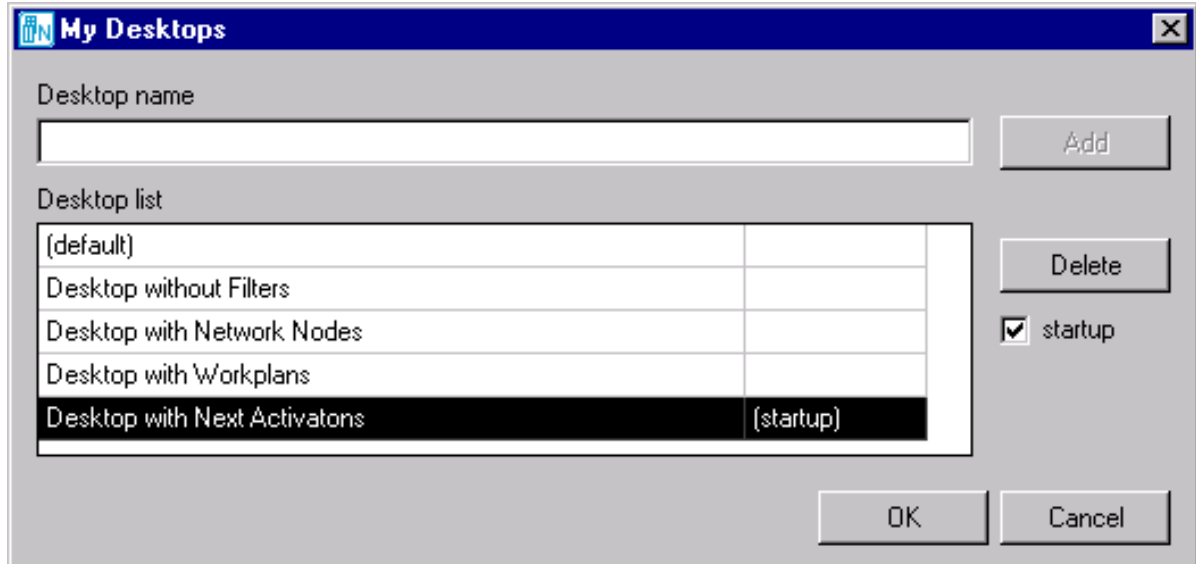 N My Desktops
Desktop name
Add
Desktop list
(default)
Desktop without Filters
Delete
Desktop with Network Nodes
startup
Desktop with Workplans
Desktop with Next Activatons (startup)
OK Cancel